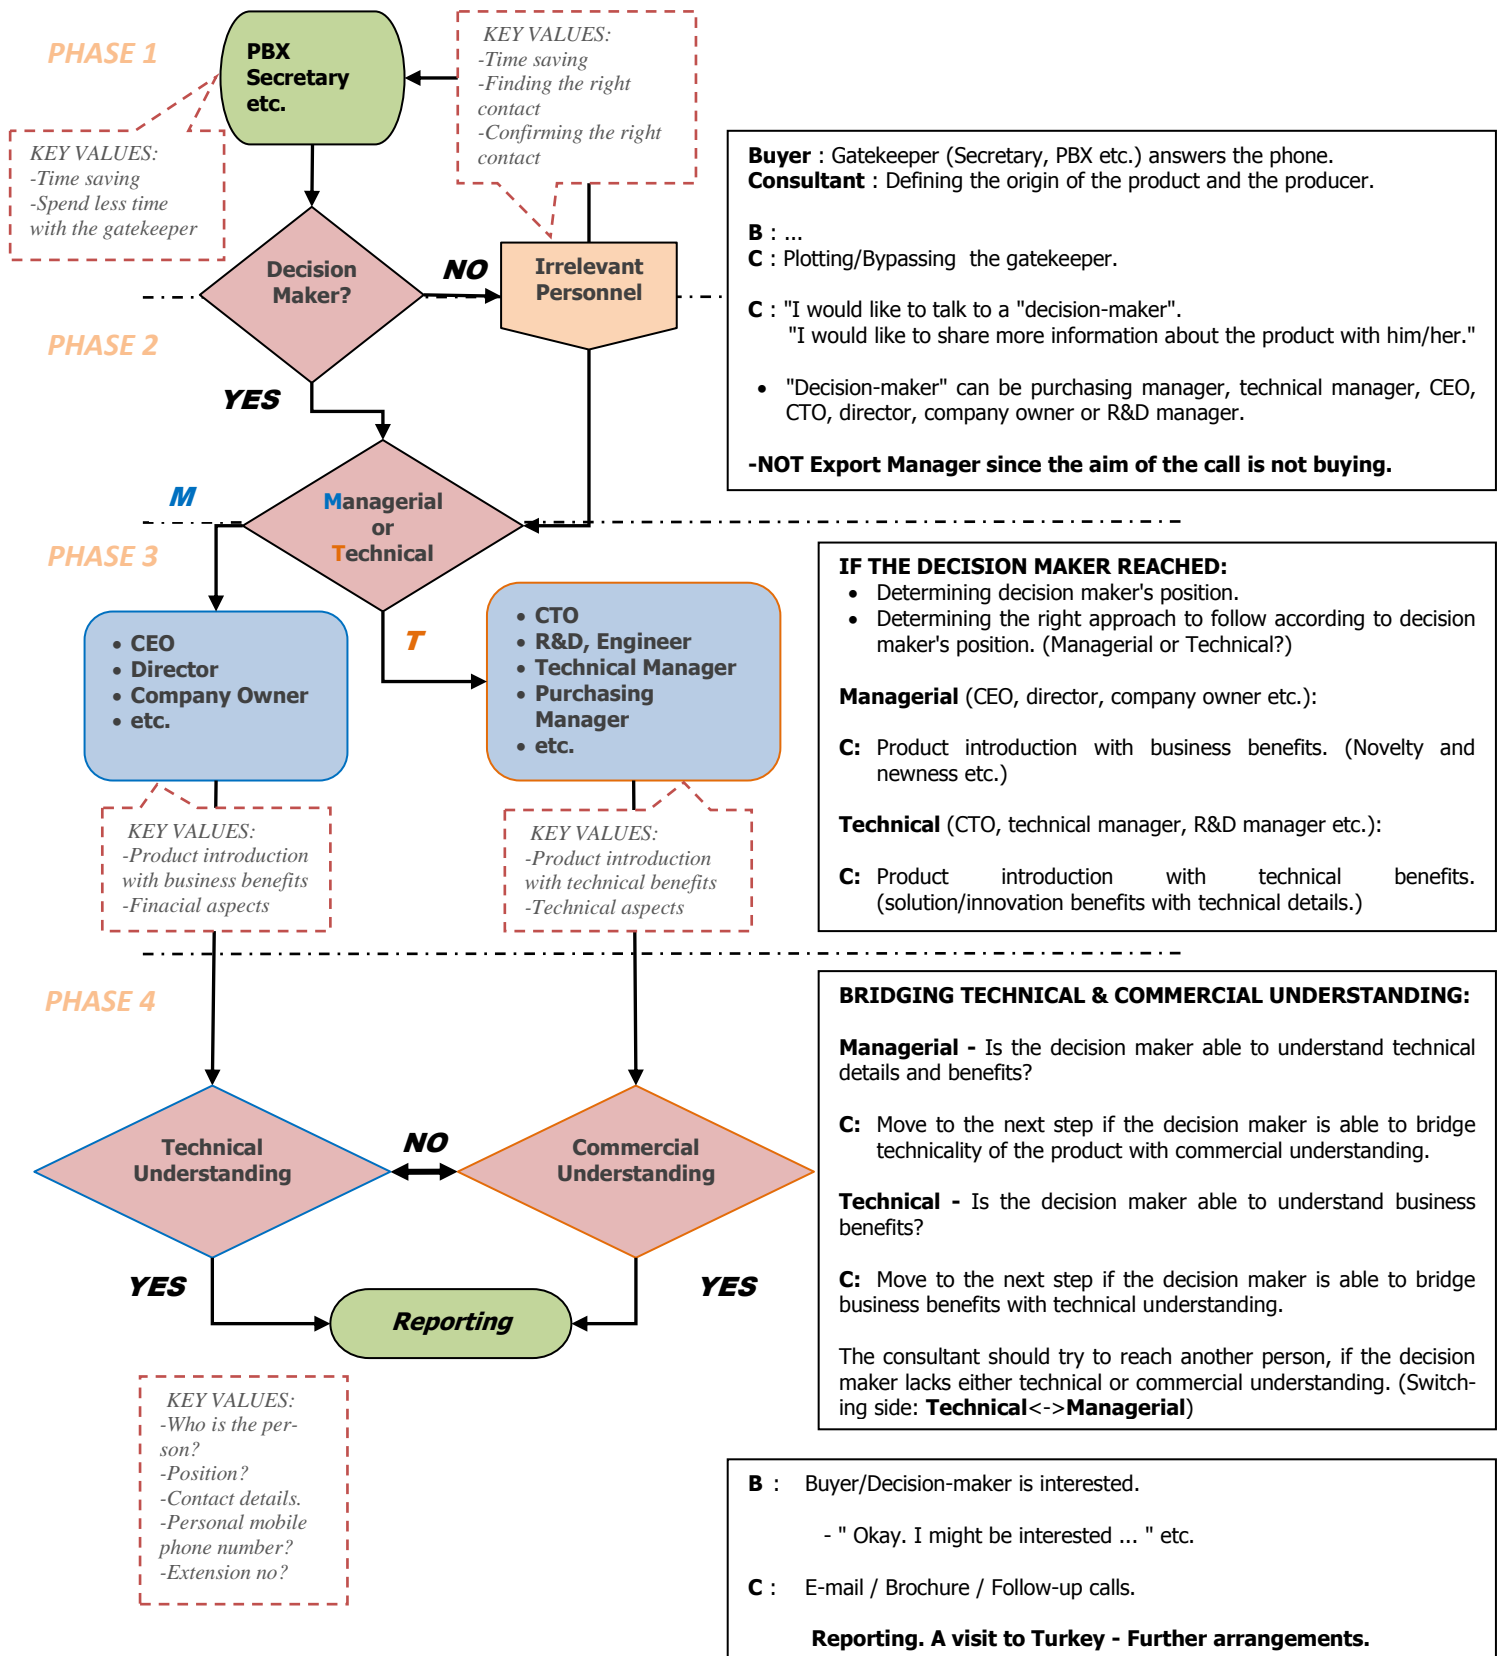 PHASE 1
PBX
Secretary
etc.
KEY VALUES:
-Time saving
-Finding the right
contact
-Confirming the right
contact
KEY VALUES:
-Time saving
-Spend less time
with the gatekeeper
Decision
Maker?
NO
Irrelevant
Personnel
Buyer : Gatekeeper (Secretary, PBX etc.) answers the phone.
Consultant : Defining the origin of the product and the producer.
B : ...
C : Plotting/Bypassing the gatekeeper.
C : "I would like to talk to a "decision-maker".
"I would like to share more information about the product with him/her."
• "Decision-maker" can be purchasing manager, technical manager, CEO,
CTO, director, company owner or R&D manager.
-NOT Export Manager since the aim of the call is not buying.
PHASE 2
YES
M
Managerial
or
Technical
PHASE 3
T
• CEO
• Director
• Company Owner
• etc.
• CTO
• R&D, Engineer
• Technical Manager
• Purchasing
Manager
• etc.
IF THE DECISION MAKER REACHED:
• Determining decision maker's position.
• Determining the right approach to follow according to decision
maker's position. (Managerial or Technical?)
Managerial (CEO, director, company owner etc.):
C: Product introduction with business benefits. (Novelty and
newness etc.)
Technical (CTO, technical manager, R&D manager etc.):
C: Product introduction with technical benefits.
(solution/innovation benefits with technical details.)
KEY VALUES:
-Product introduction
with business benefits
-Finacial aspects
KEY VALUES:
-Product introduction
with technical benefits
-Technical aspects
PHASE 4
Technical
Understanding
NO
Commercial
Understanding
YES
YES
Reporting
BRIDGING TECHNICAL & COMMERCIAL UNDERSTANDING:
Managerial - Is the decision maker able to understand technical
details and benefits?
C: Move to the next step if the decision maker is able to bridge
technicality of the product with commercial understanding.
Technical - Is the decision maker able to understand business
benefits?
C: Move to the next step if the decision maker is able to bridge
business benefits with technical understanding.
The consultant should try to reach another person, if the decision
maker lacks either technical or commercial understanding. (Switch-
ing side: Technical<->Managerial)
KEY VALUES:
-Who is the per-
son?
-Position?
-Contact details.
-Personal mobile
phone number?
-Extension no?
B : Buyer/Decision-maker is interested.
- " Okay. I might be interested ... " etc.
C : E-mail / Brochure / Follow-up calls.
Reporting. A visit to Turkey - Further arrangements.